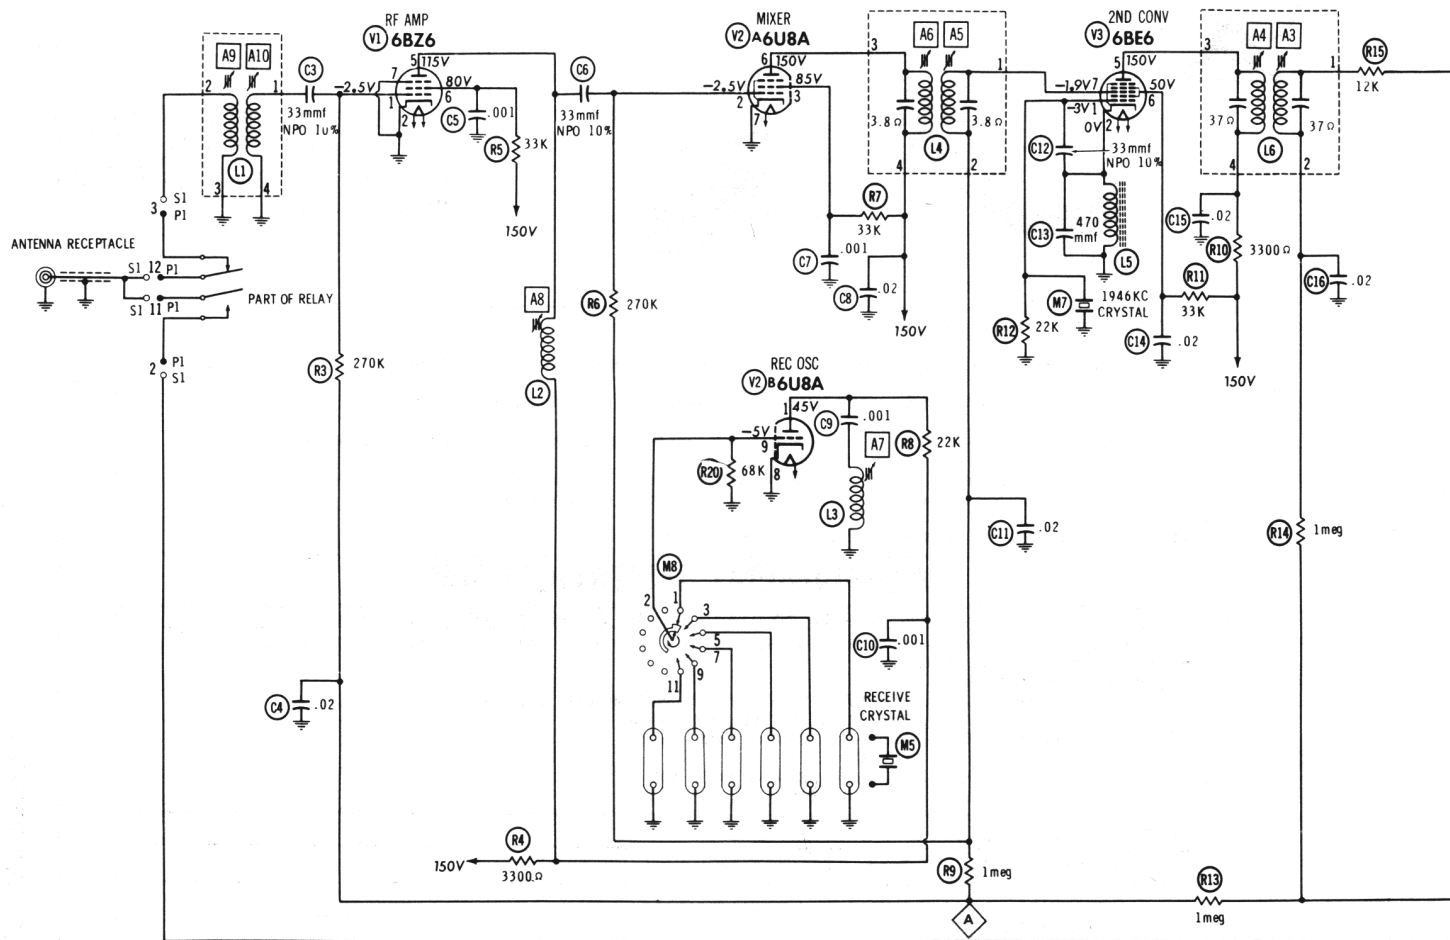 RF AMP
V1 6BZ6
MIXER
V2 A 6U8A
2ND CONV
V3 6BE6
A9 A10
C3
33mmf
NPO 10%
2 1
3 4
L1
-2.5V
5 115V
7
1
80V
6
2
C5 .001
R5 33K
150V
C6
33mmf
NPO 10%
-2.5V
2
6 150V
85V
3
7
3
A6 A5
1
3.8Ω 3.8Ω
4 L4 2
R7
33K
C7 .001
C8 .02
150V
5 150V
-1.9V 7
-3V 1
0V 2
50V
6
C12 33mmf
NPO 10%
C13 470
mmf
L5
M7 1946KC
CRYSTAL
R12 22K
R11
33K
C14 .02
3
A4 A3
1
37Ω 37Ω
4 L6 2
R15
12K
C15 .02
R10 3300Ω
C16 .02
150V
3 S1
P1
ANTENNA RECEPTACLE
S1 12 P1
S1 11 P1
PART OF RELAY
2 P1
S1
R3 270K
A8
L2
R6 270K
REC OSC
V2 B 6U8A
1 45V
-5V
9
8
R20 68K
C9 .001
A7
L3
R8 22K
C11 .02
R14 1meg
M8
2 1 3
5
7
9
11
C10 .001
RECEIVE
CRYSTAL
M5
C4 .02
150V
R4
3300Ω
R9 1meg
A
R13
1meg